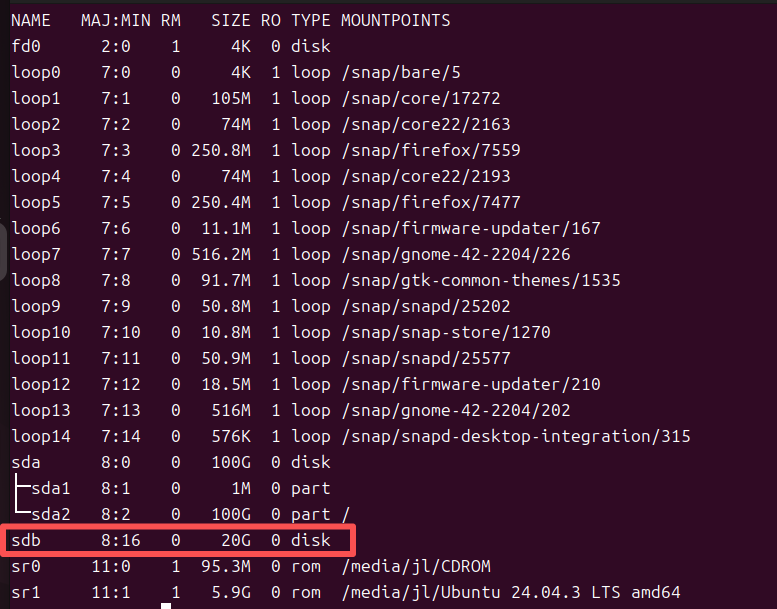 NAME MAJ:MIN RM SIZE RO TYPE MOUNTPOINTS
fd0 2:0 1 4K 0 disk
loop0 7:0 0 4K 1 loop /snap/bare/5
loop1 7:1 0 105M 1 loop /snap/core/17272
loop2 7:2 0 74M 1 loop /snap/core22/2163
loop3 7:3 0 250.8M 1 loop /snap/firefox/7559
loop4 7:4 0 74M 1 loop /snap/core22/2193
loop5 7:5 0 250.4M 1 loop /snap/firefox/7477
loop6 7:6 0 11.1M 1 loop /snap/firmware-updater/167
loop7 7:7 0 516.2M 1 loop /snap/gnome-42-2204/226
loop8 7:8 0 91.7M 1 loop /snap/gtk-common-themes/1535
loop9 7:9 0 50.8M 1 loop /snap/snapd/25202
loop10 7:10 0 10.8M 1 loop /snap/snap-store/1270
loop11 7:11 0 50.9M 1 loop /snap/snapd/25577
loop12 7:12 0 18.5M 1 loop /snap/firmware-updater/210
loop13 7:13 0 516M 1 loop /snap/gnome-42-2204/202
loop14 7:14 0 576K 1 loop /snap/snapd-desktop-integration/315
sda 8:0 0 100G 0 disk
├─sda1 8:1 0 1M 0 part
└─sda2 8:2 0 100G 0 part /
sdb 8:16 0 20G 0 disk
sr0 11:0 1 95.3M 0 rom /media/jl/CDROM
sr1 11:1 1 5.9G 0 rom /media/jl/Ubuntu 24.04.3 LTS amd64